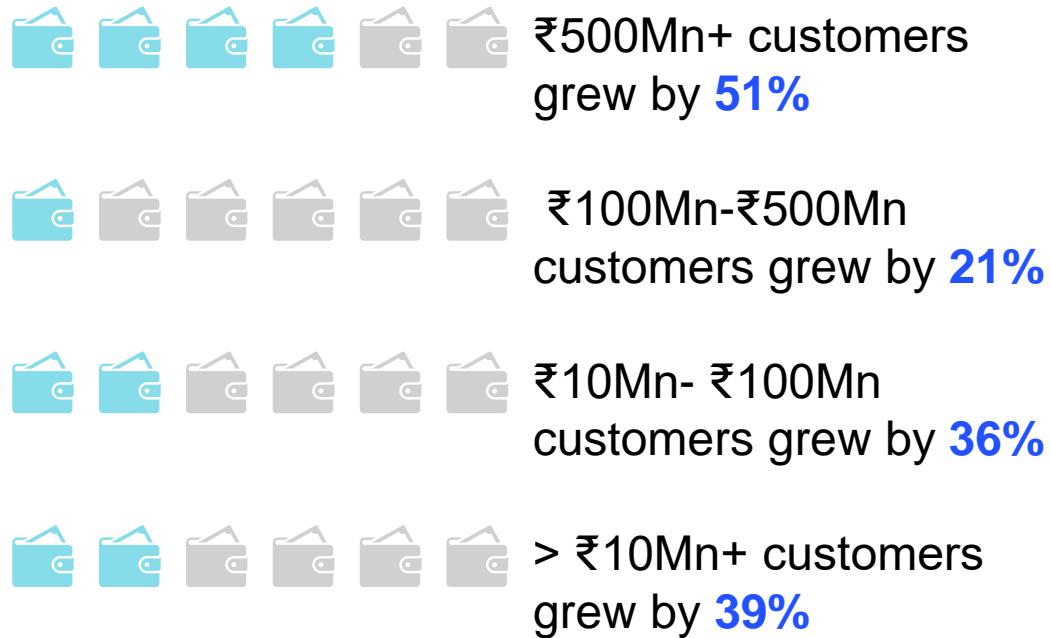 ₹500Mn+ customers
grew by 51%
₹100Mn-₹500Mn
customers grew by 21%
₹10Mn- ₹100Mn
customers grew by 36%
> ₹10Mn+ customers
grew by 39%